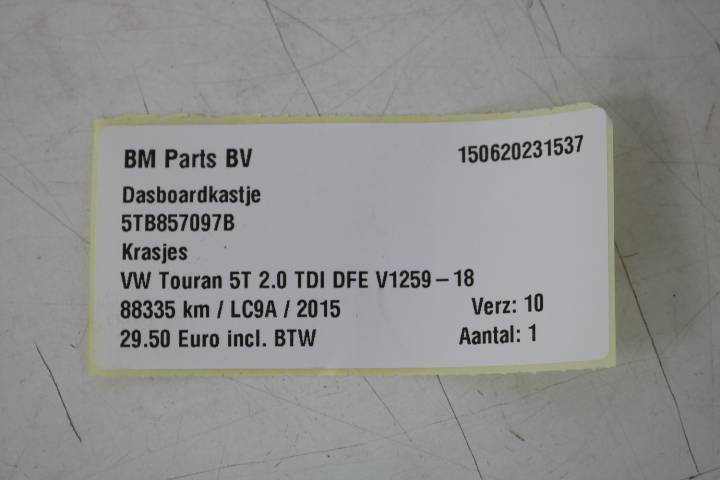 BM Parts BV 150620231537
Dasboardkastje
5TB857097B
Krasjes
VW Touran 5T 2.0 TDI DFE V1259-18
88335 km / LC9A / 2015 Verz: 10
29.50 Euro incl. BTW Aantal: 1